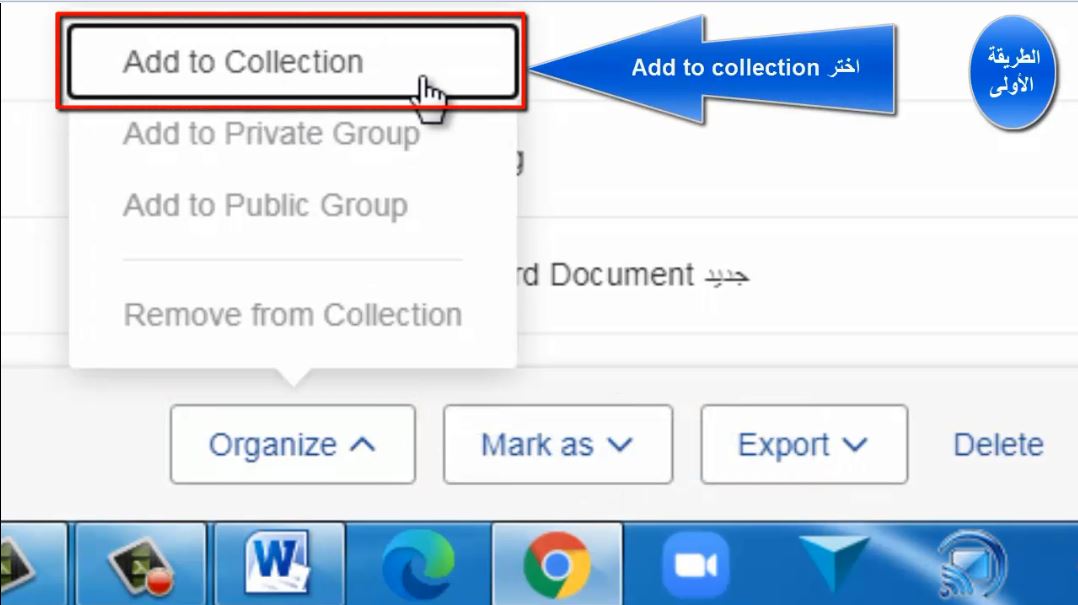 Add to Collection
اختر Add to collection
الطريقة
الأولى
Add to Private Group
Add to Public Group
rd Document جديد
Remove from Collection
Organize
Mark as
Export
Delete
W